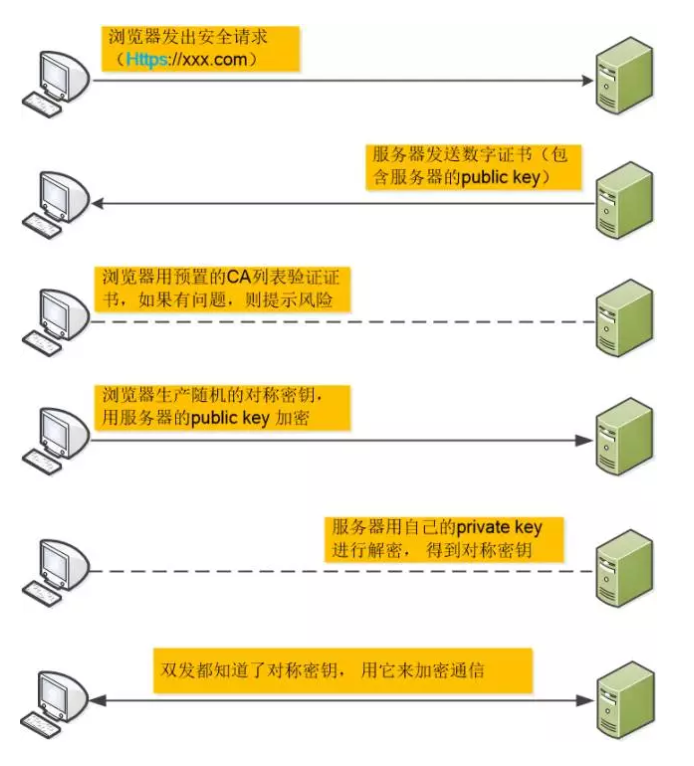 浏览器发出安全请求
（Https://xxx.com）
服务器发送数字证书（包
含服务器的public key）
浏览器用预置的CA列表验证证
书，如果有问题，则提示风险
浏览器生产随机的对称密钥，
用服务器的public key 加密
服务器用自己的private key
进行解密， 得到对称密钥
双发都知道了对称密钥， 用它来加密通信